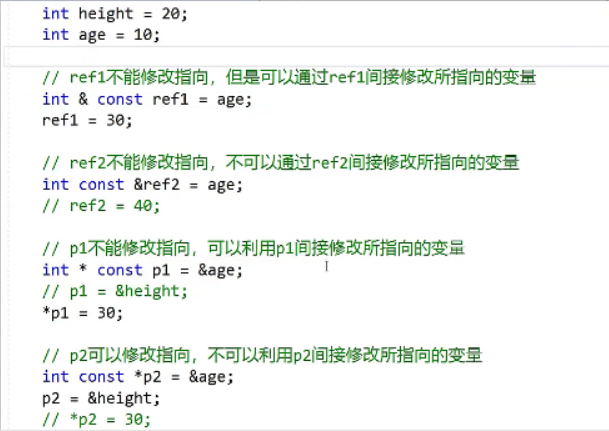 int height = 20;
int age = 10;
// ref1不能修改指向，但是可以通过ref1间接修改所指向的变量
int & const ref1 = age;
ref1 = 30;
// ref2不能修改指向，不可以通过ref2间接修改所指向的变量
int const &ref2 = age;
// ref2 = 40;
// p1不能修改指向，可以利用p1间接修改所指向的变量
int * const p1 = &age;
// p1 = &height;
*p1 = 30;
// p2可以修改指向，不可以利用p2间接修改所指向的变量
int const *p2 = &age;
p2 = &height;
// *p2 = 30;